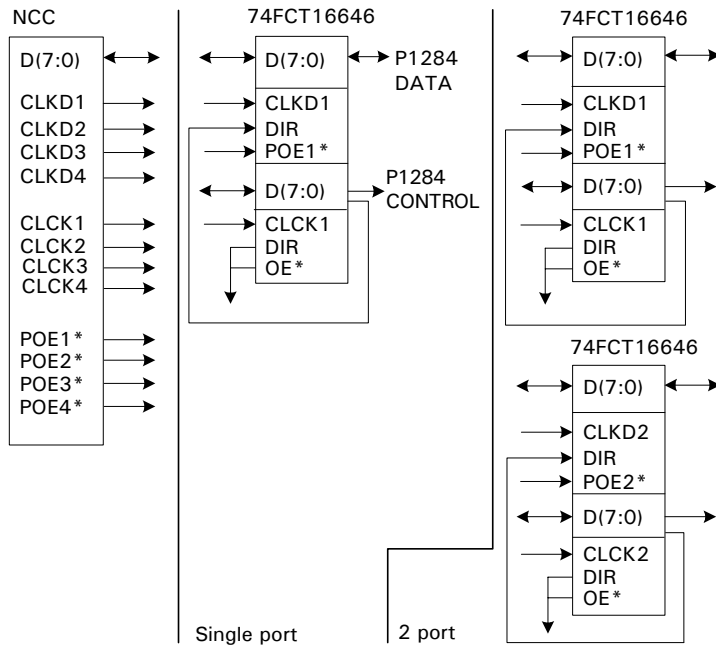 NCC
D(7:0)
CLKD1
CLKD2
CLKD3
CLKD4
CLCK1
CLCK2
CLCK3
CLCK4
POE1*
POE2*
POE3*
POE4*
74FCT16646
D(7:0)
P1284
DATA
CLKD1
DIR
POE1*
D(7:0)
P1284
CONTROL
CLCK1
DIR
OE*
Single port
74FCT16646
D(7:0)
CLKD1
DIR
POE1*
D(7:0)
CLCK1
DIR
OE*
74FCT16646
D(7:0)
CLKD2
DIR
POE2*
D(7:0)
CLCK2
DIR
OE*
2 port